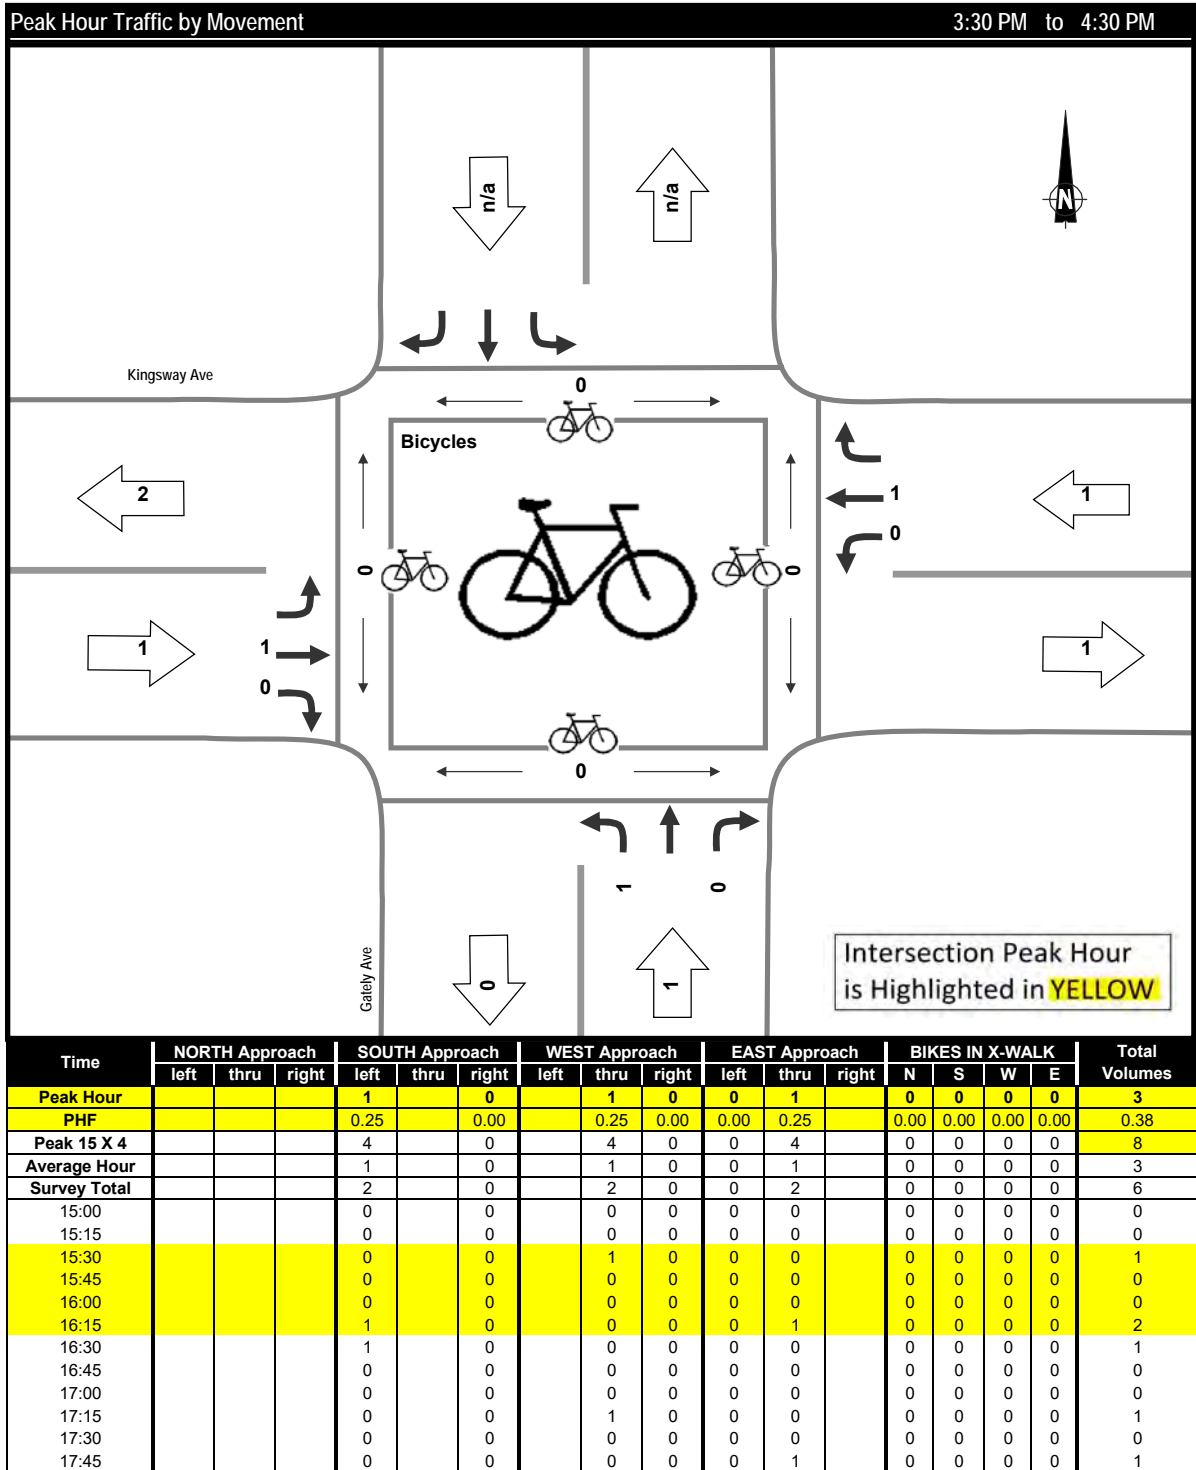 Peak Hour Traffic by Movement 3:30 PM to 4:30 PM
n/a n/a
N
Kingsway Ave
0
Bicycles
2 1 1
0 0 0
1 1 0 1
0
1 0
Gately Ave
0 1
Intersection Peak Hour
is Highlighted in YELLOW
Time NORTH Approach SOUTH Approach WEST Approach EAST Approach BIKES IN X-WALK Total
left thru right left thru right left thru right left thru right N S W E Volumes
Peak Hour 1 0 1 0 0 1 0 0 0 0 3
PHF 0.25 0.00 0.25 0.00 0.00 0.25 0.00 0.00 0.00 0.00 0.38
Peak 15 X 4 4 0 4 0 0 4 0 0 0 0 8
Average Hour 1 0 1 0 0 1 0 0 0 0 3
Survey Total 2 0 2 0 0 2 0 0 0 0 6
15:00 0 0 0 0 0 0 0 0 0 0 0
15:15 0 0 0 0 0 0 0 0 0 0 0
15:30 0 0 1 0 0 0 0 0 0 0 1
15:45 0 0 0 0 0 0 0 0 0 0 0
16:00 0 0 0 0 0 0 0 0 0 0 0
16:15 1 0 0 0 0 1 0 0 0 0 2
16:30 1 0 0 0 0 0 0 0 0 0 1
16:45 0 0 0 0 0 0 0 0 0 0 0
17:00 0 0 0 0 0 0 0 0 0 0 0
17:15 0 0 1 0 0 0 0 0 0 0 1
17:30 0 0 0 0 0 0 0 0 0 0 0
17:45 0 0 0 0 0 1 0 0 0 0 1